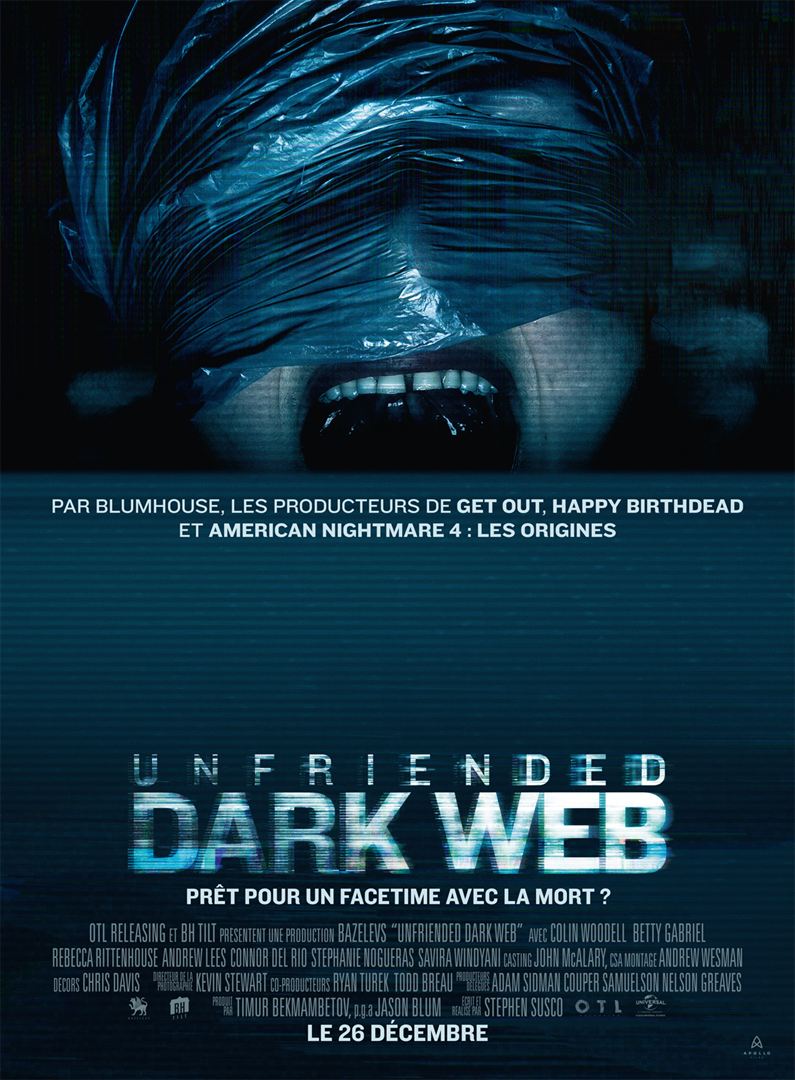 PAR BLUMHOUSE, LES PRODUCTEURS DE GET OUT, HAPPY BIRTHDEAD
ET AMERICAN NIGHTMARE 4 : LES ORIGINES
UNFRIENDED
DARK WEB
PRÊT POUR UN FACETIME AVEC LA MORT ?
OTL RELEASING ET BH TILT PRÉSENTENT UNE PRODUCTION BAZELEVS “UNFRIENDED DARK WEB” AVEC COLIN WOODELL BETTY GABRIEL
REBECCA RITTENHOUSE ANDREW LEES CONNOR DEL RIO STEPHANIE NOGUERAS SAVIRA WINDYANI CASTING JOHN McALARY, CSA MONTAGE ANDREW WESMAN
DÉCORS CHRIS DAVIS DIRECTEUR DE LA PHOTOGRAPHIE KEVIN STEWART CO-PRODUCTEURS RYAN TUREK TODD BREAU PRODUCTEURS DÉLÉGUÉS ADAM SIDMAN COUPER SAMUELSON NELSON GREAVES
BH TILT PRODUIT PAR TIMUR BEKMAMBETOV, p.g.a JASON BLUM ÉCRIT ET RÉALISÉ PAR STEPHEN SUSCO OTL UNIVERSAL
LE 26 DÉCEMBRE
APOLLO